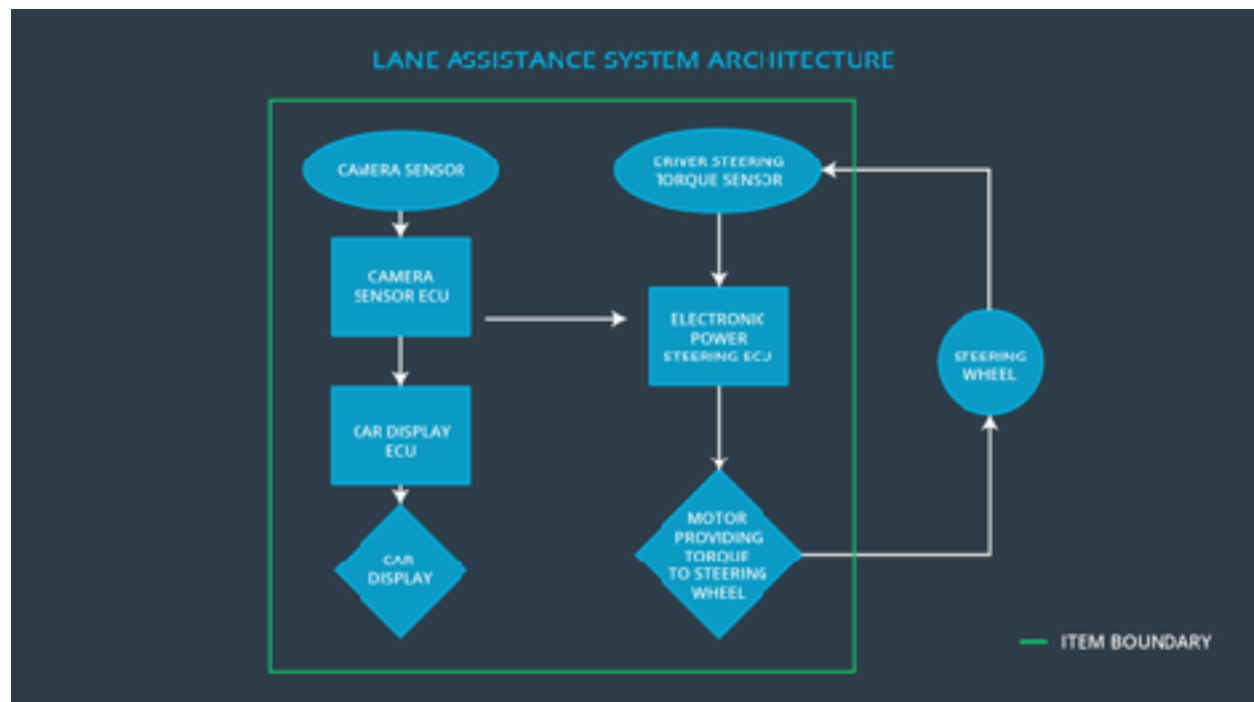 LANE ASSISTANCE SYSTEM ARCHITECTURE
CAMERA SENSOR
DRIVER STEERING
TORQUE SENSOR
CAMERA
SENSOR ECU
ELECTRONIC
POWER
STEERING ECU
STEERING
WHEEL
CAR DISPLAY
ECU
MOTOR
PROVIDING
TORQUE
TO STEERING
WHEEL
CAR
DISPLAY
ITEM BOUNDARY